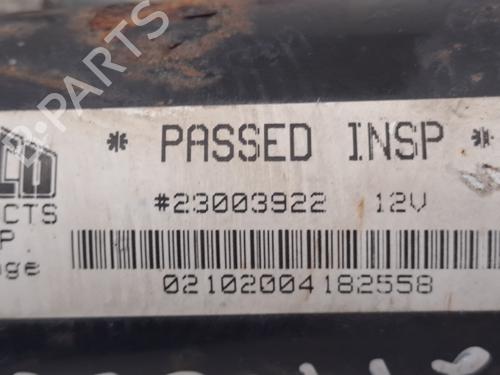 * PASSED INSP *
#23003922 12V
CTS
P
ge
02102004182558
B-PARTS